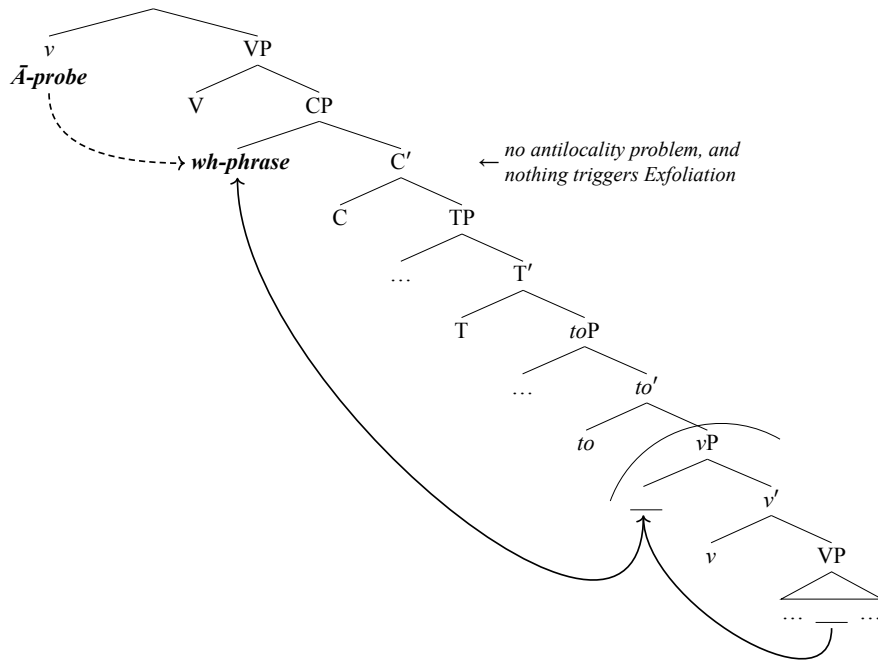 v VP
Ā-probe
V CP
wh-phrase C′ ← no antilocality problem, and
nothing triggers Exfoliation
C TP
… T′
T toP
… to′
to vP
v′
v VP
… …